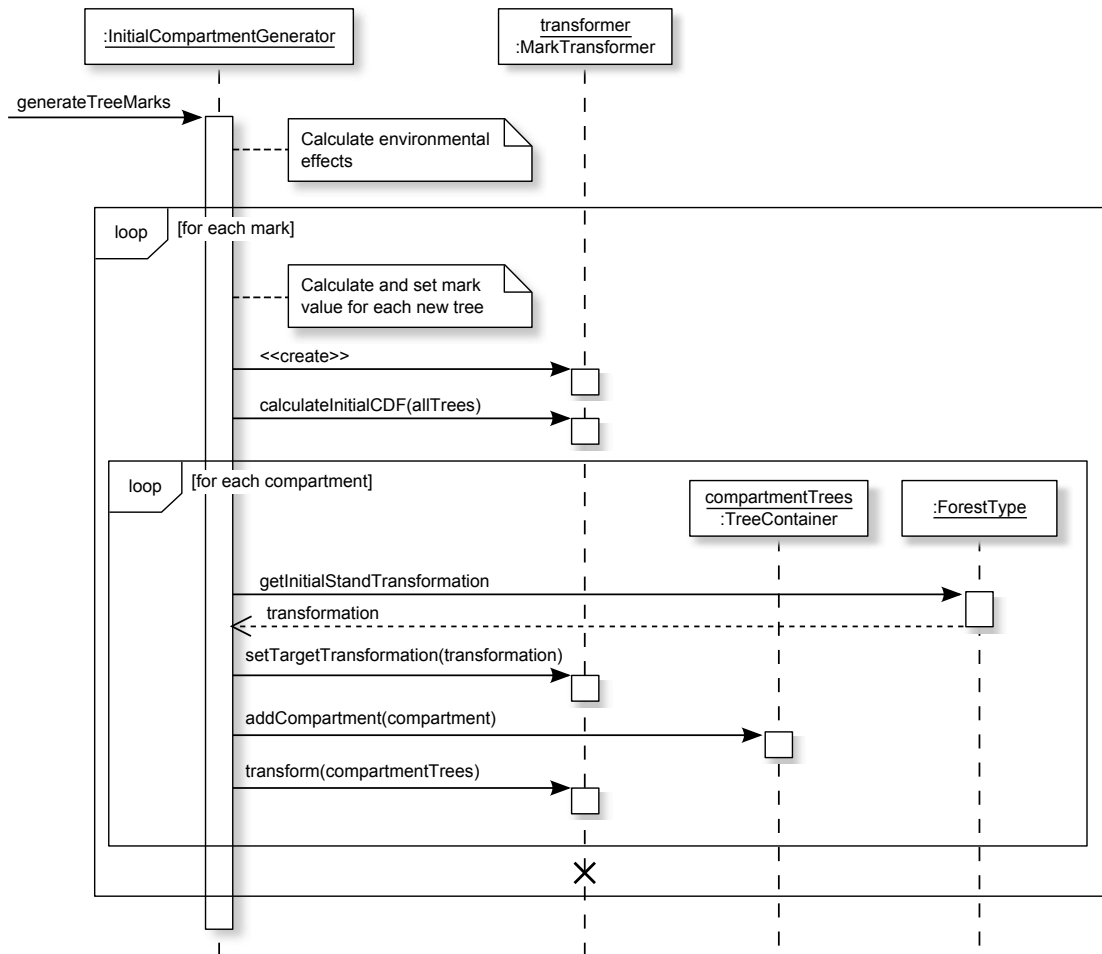 :InitialCompartmentGenerator
transformer
:MarkTransformer
generateTreeMarks
Calculate environmental
effects
loop
[for each mark]
Calculate and set mark
value for each new tree
<<create>>
calculateInitialCDF(allTrees)
loop
[for each compartment]
compartmentTrees
:TreeContainer
:ForestType
getInitialStandTransformation
transformation
setTargetTransformation(transformation)
addCompartment(compartment)
transform(compartmentTrees)